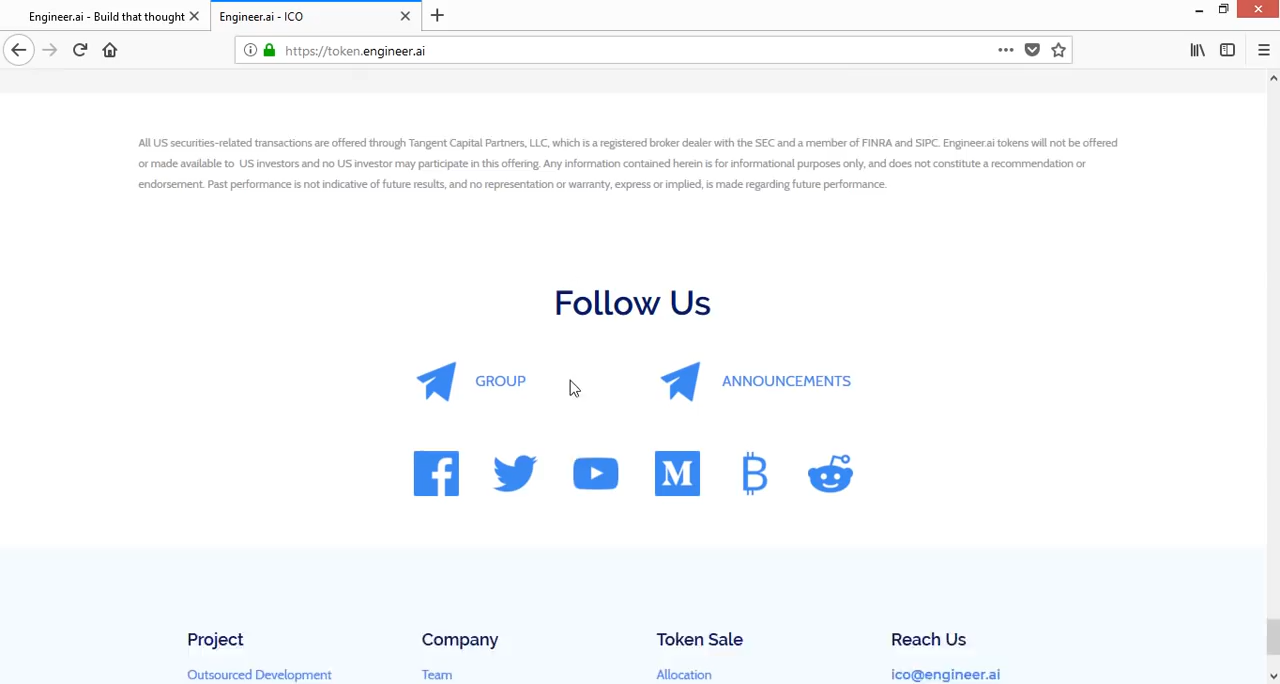 Engineer.ai - Build that thought
Engineer.ai - ICO
https://token.engineer.ai
All US securities-related transactions are offered through Tangent Capital Partners, LLC, which is a registered broker dealer with the SEC and a member of FINRA and SIPC. Engineer.ai tokens will not be offered
or made available to US investors and no US investor may participate in this offering. Any information contained herein is for informational purposes only, and does not constitute a recommendation or
endorsement. Past performance is not indicative of future results, and no representation or warranty, express or implied, is made regarding future performance.
Follow Us
GROUP
ANNOUNCEMENTS
Project
Company
Token Sale
Reach Us
Outsourced Development
Team
Allocation
ico@engineer.ai